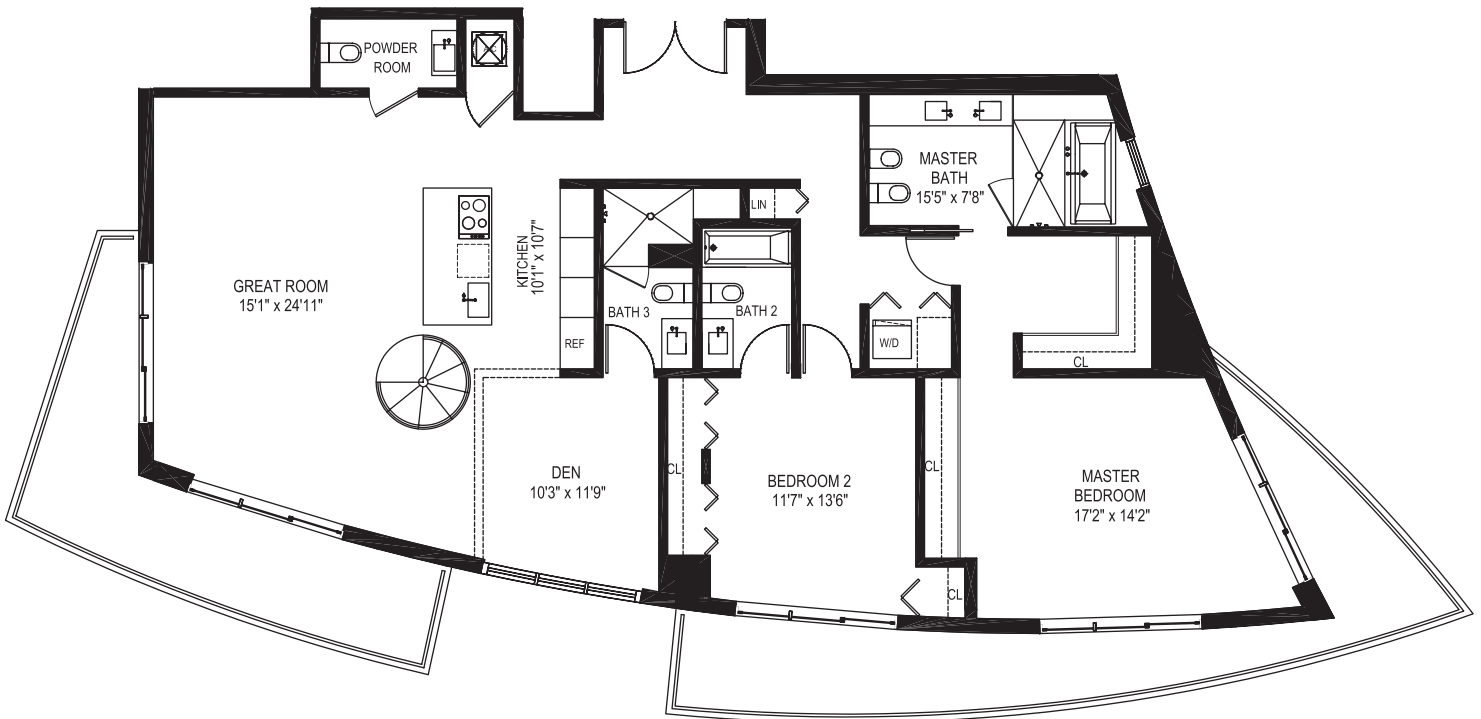 POWDER
ROOM
MASTER
BATH
15'5" x 7'8"
LIN
GREAT ROOM
15'1" x 24'11"
KITCHEN
10'1" x 10'7"
BATH 3
BATH 2
REF
W/D
CL
DEN
10'3" x 11'9"
CL
BEDROOM 2
11'7" x 13'6"
CL
MASTER
BEDROOM
17'2" x 14'2"
CL